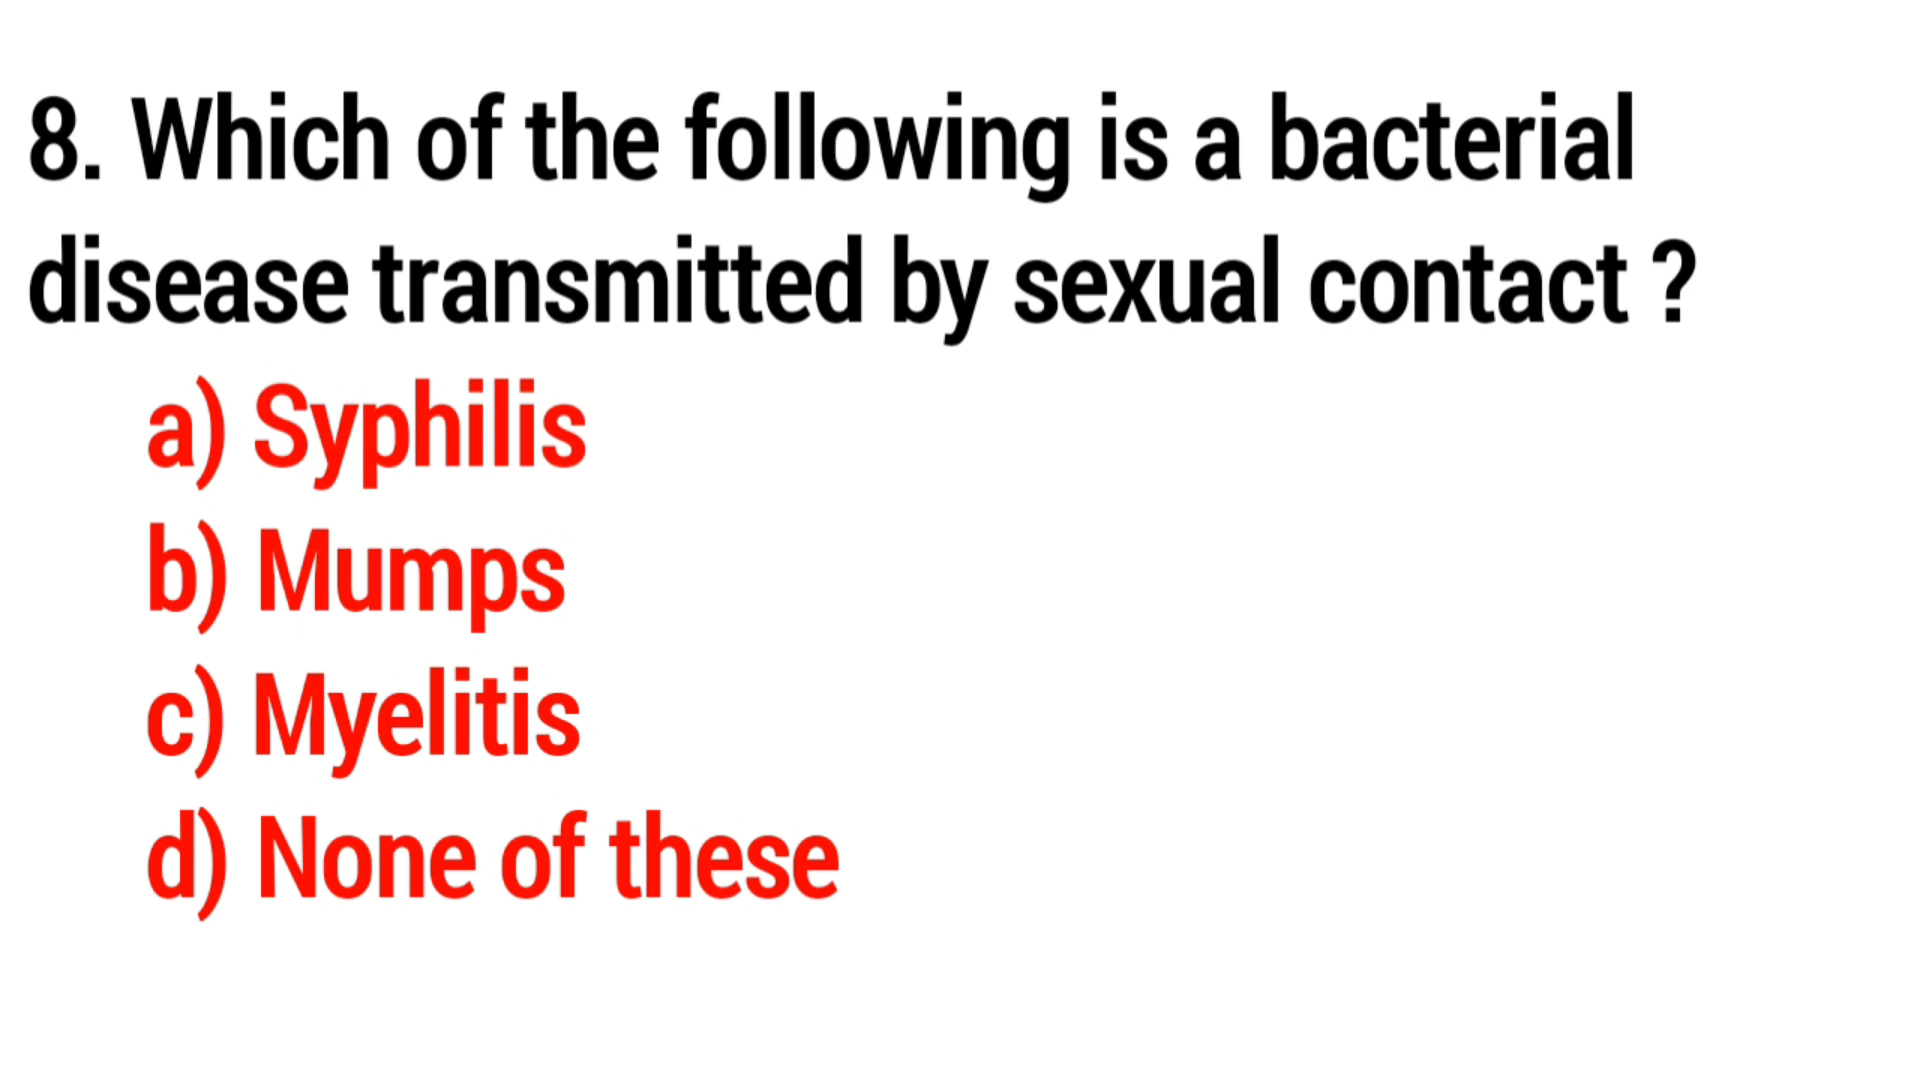 8. Which of the following is a bacterial
disease transmitted by sexual contact ?
a) Syphilis
b) Mumps
c) Myelitis
d) None of these